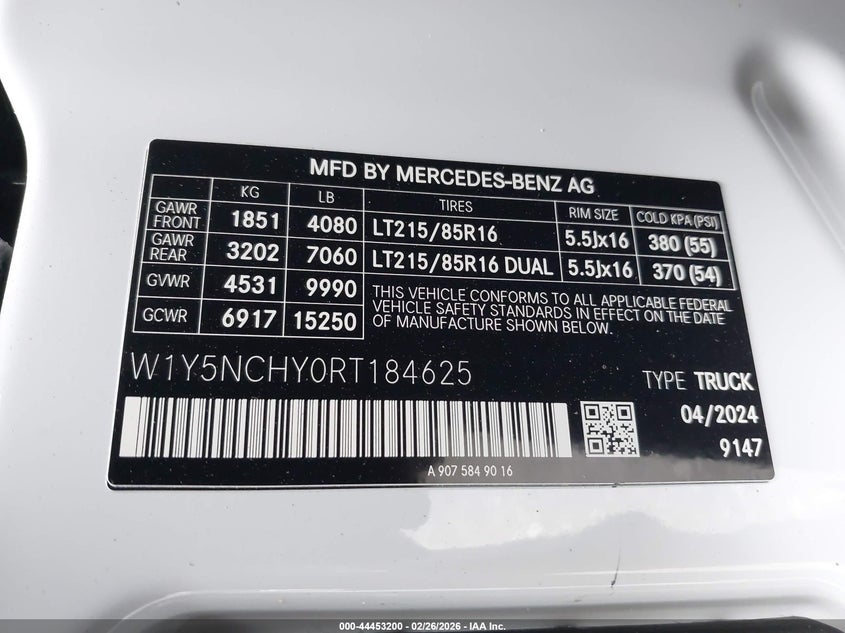 MFD BY MERCEDES-BENZ AG
KG LB TIRES RIM SIZE COLD KPA (PSI)
GAWR FRONT 1851 4080 LT215/85R16 5.5Jx16 380 (55)
GAWR REAR 3202 7060 LT215/85R16 DUAL 5.5Jx16 370 (54)
GVWR 4531 9990
GCWR 6917 15250
THIS VEHICLE CONFORMS TO ALL APPLICABLE FEDERAL
VEHICLE SAFETY STANDARDS IN EFFECT ON THE DATE
OF MANUFACTURE SHOWN BELOW.
W1Y5NCHY0RT184625
TYPE TRUCK
04/2024
9147
A 907 584 90 16
000-44453200 - 02/26/2026 - IAA Inc.